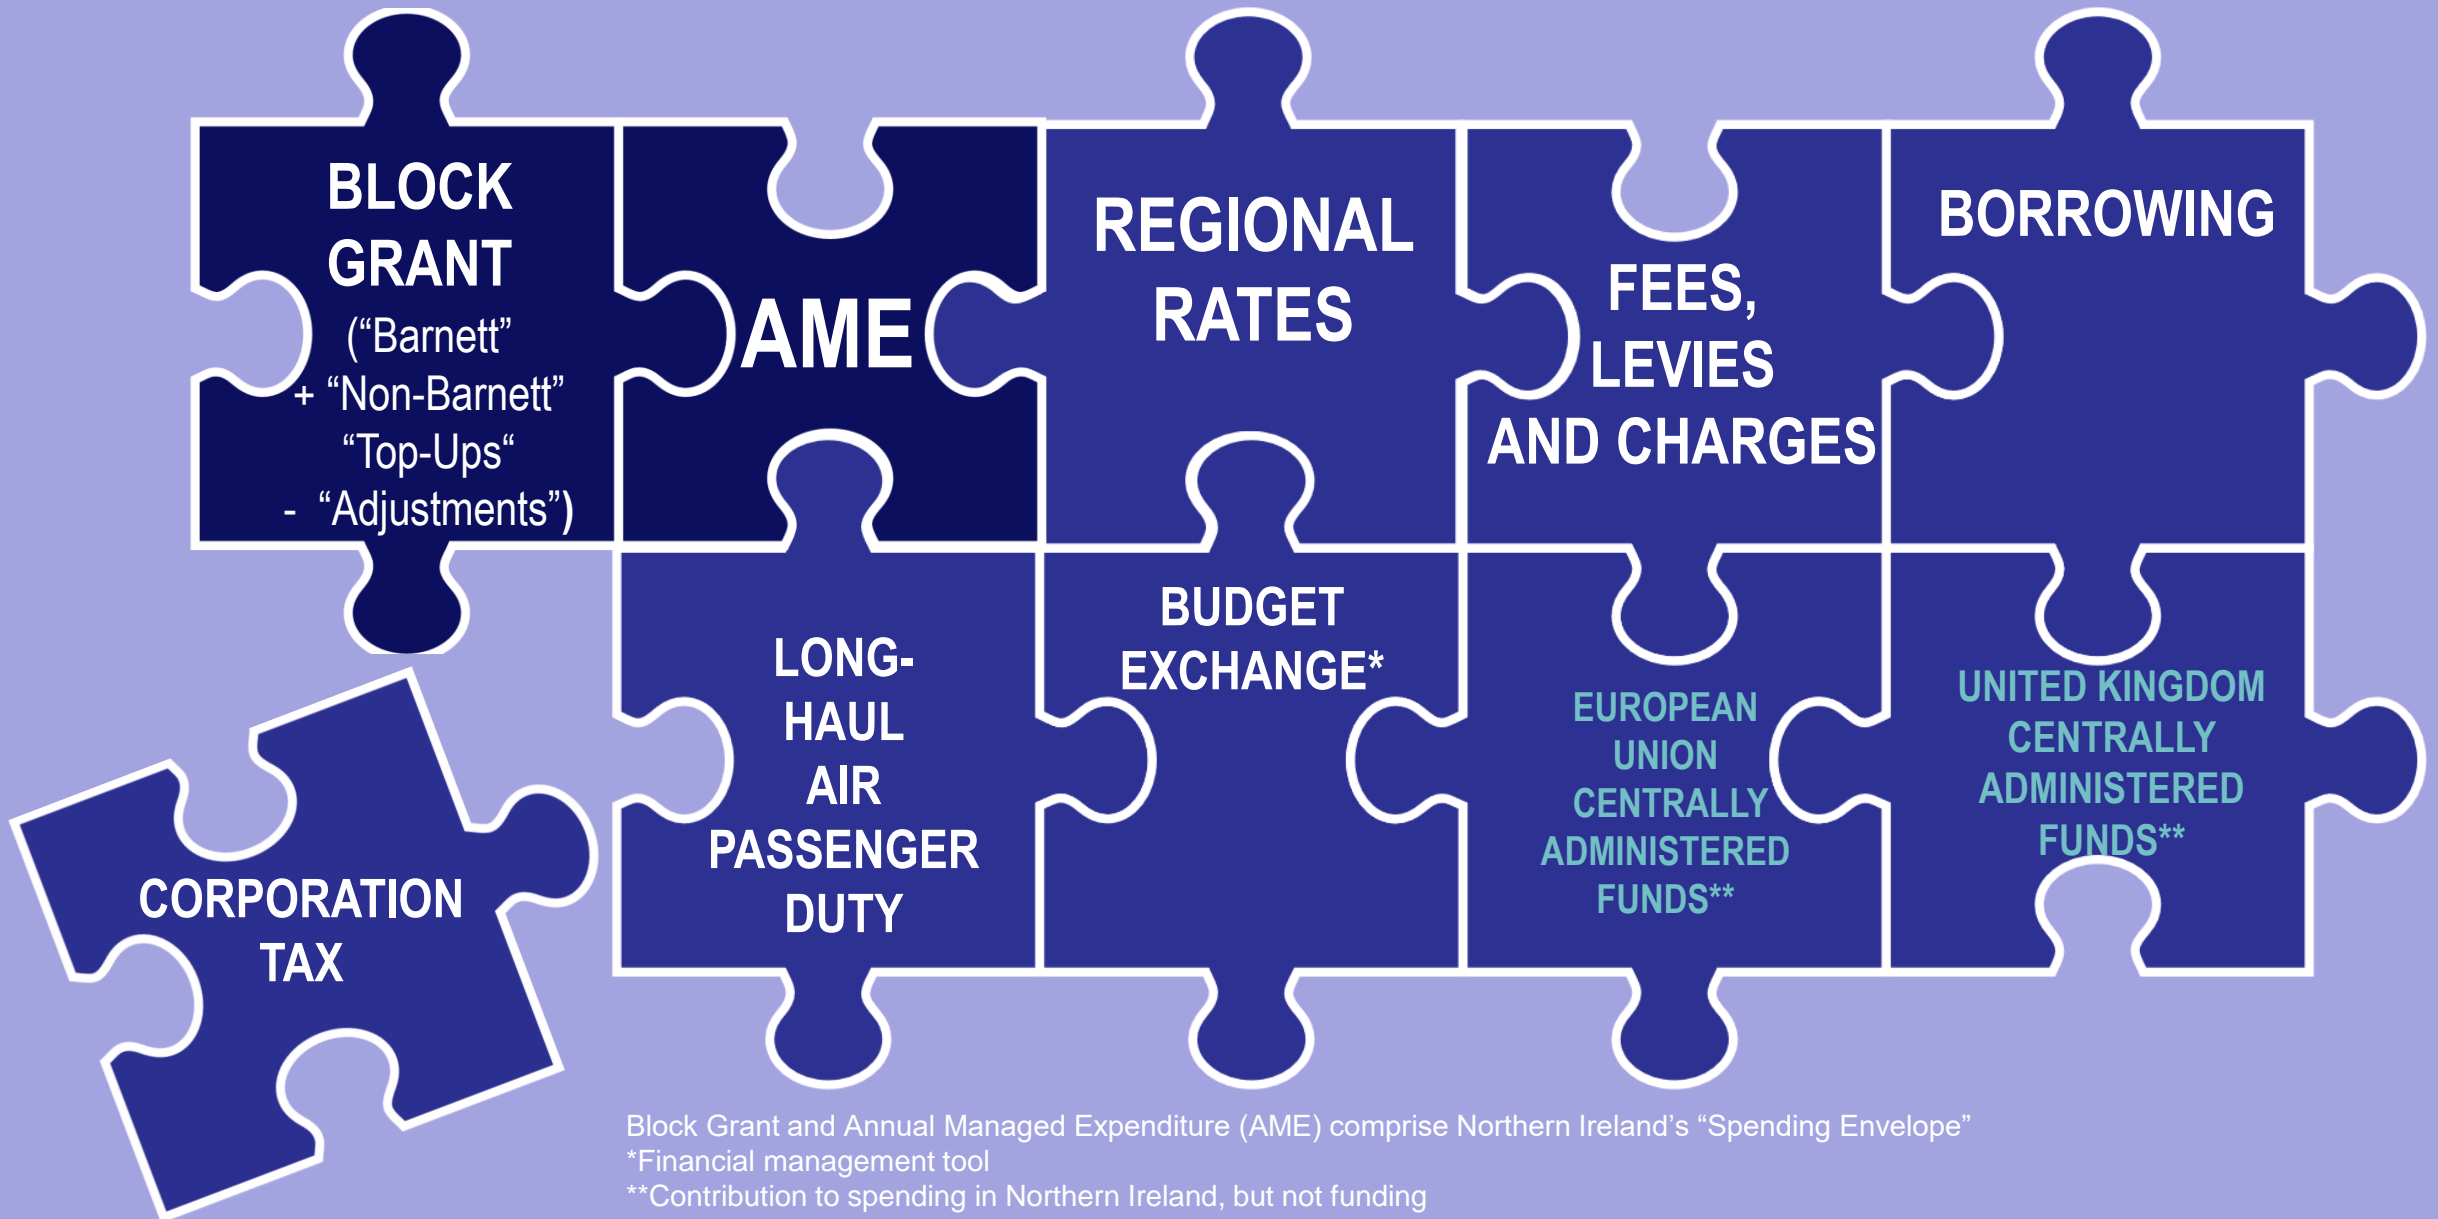 BLOCK
GRANT
(“Barnett”
+ “Non-Barnett”
“Top-Ups“
- “Adjustments”)
AME
REGIONAL
RATES
FEES,
LEVIES
AND CHARGES
BORROWING
LONG-
HAUL
AIR
PASSENGER
DUTY
BUDGET
EXCHANGE*
EUROPEAN
UNION
CENTRALLY
ADMINISTERED
FUNDS**
UNITED KINGDOM
CENTRALLY
ADMINISTERED
FUNDS**
CORPORATION
TAX
Block Grant and Annual Managed Expenditure (AME) comprise Northern Ireland’s “Spending Envelope”
*Financial management tool
**Contribution to spending in Northern Ireland, but not funding